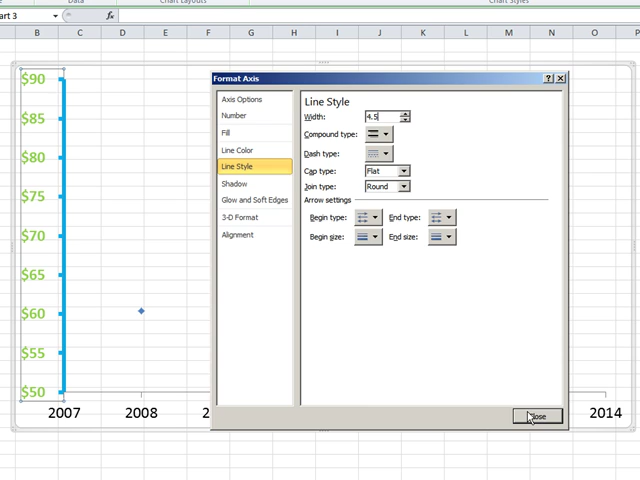 Data
Chart Layouts
Chart Styles
art 3
fx
B C D E F G H I J K L M N O P
$90
$85
$80
$75
$70
$65
$60
$55
$50
2007 2008 2 2014
Format Axis
Axis Options
Number
Fill
Line Color
Line Style
Shadow
Glow and Soft Edges
3-D Format
Alignment
Line Style
Width: 4.5
Compound type:
Dash type:
Cap type: Flat
Join type: Round
Arrow settings
Begin type: End type:
Begin size: End size:
Close